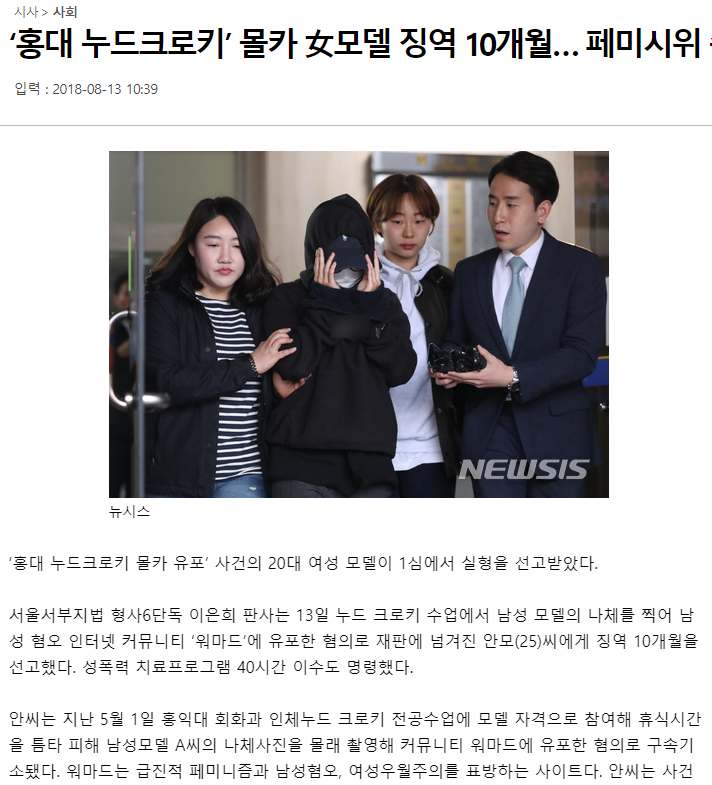 시사 > 사회
‘홍대 누드크로키’ 몰카 女모델 징역 10개월… 페미시위
입력 : 2018-08-13 10:39
NEWSIS
뉴시스
‘홍대 누드크로키 몰카 유포’ 사건의 20대 여성 모델이 1심에서 실형을 선고받았다.
서울서부지법 형사6단독 이은희 판사는 13일 누드 크로키 수업에서 남성 모델의 나체를 찍어 남
성 혐오 인터넷 커뮤니티 ‘워마드’에 유포한 혐의로 재판에 넘겨진 안모(25)씨에게 징역 10개월을
선고했다. 성폭력 치료프로그램 40시간 이수도 명령했다.
안씨는 지난 5월 1일 홍익대 회화과 인체누드 크로키 전공수업에 모델 자격으로 참여해 휴식시간
을 틈타 피해 남성모델 A씨의 나체사진을 몰래 촬영해 커뮤니티 워마드에 유포한 혐의로 구속기
소됐다. 워마드는 급진적 페미니즘과 남성혐오, 여성우월주의를 표방하는 사이트다. 안씨는 사건